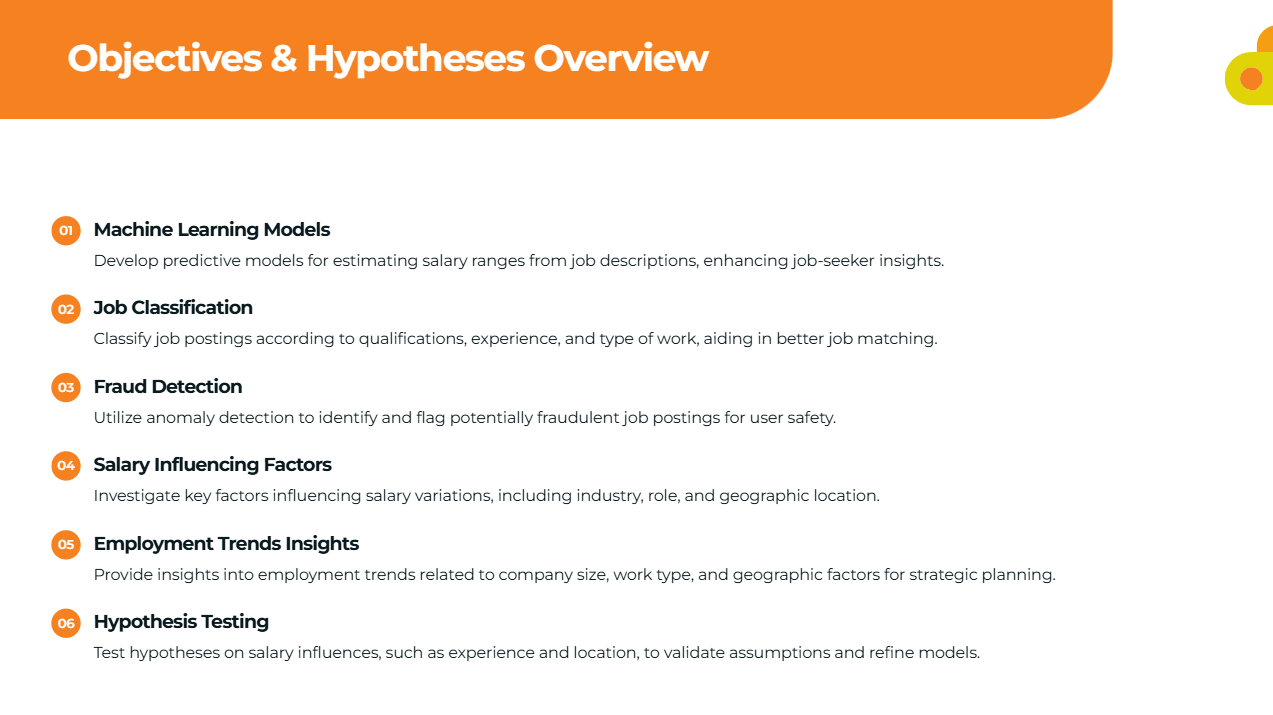 Objectives & Hypotheses Overview
01 Machine Learning Models
Develop predictive models for estimating salary ranges from job descriptions, enhancing job-seeker insights.
02 Job Classification
Classify job postings according to qualifications, experience, and type of work, aiding in better job matching.
03 Fraud Detection
Utilize anomaly detection to identify and flag potentially fraudulent job postings for user safety.
04 Salary Influencing Factors
Investigate key factors influencing salary variations, including industry, role, and geographic location.
05 Employment Trends Insights
Provide insights into employment trends related to company size, work type, and geographic factors for strategic planning.
06 Hypothesis Testing
Test hypotheses on salary influences, such as experience and location, to validate assumptions and refine models.